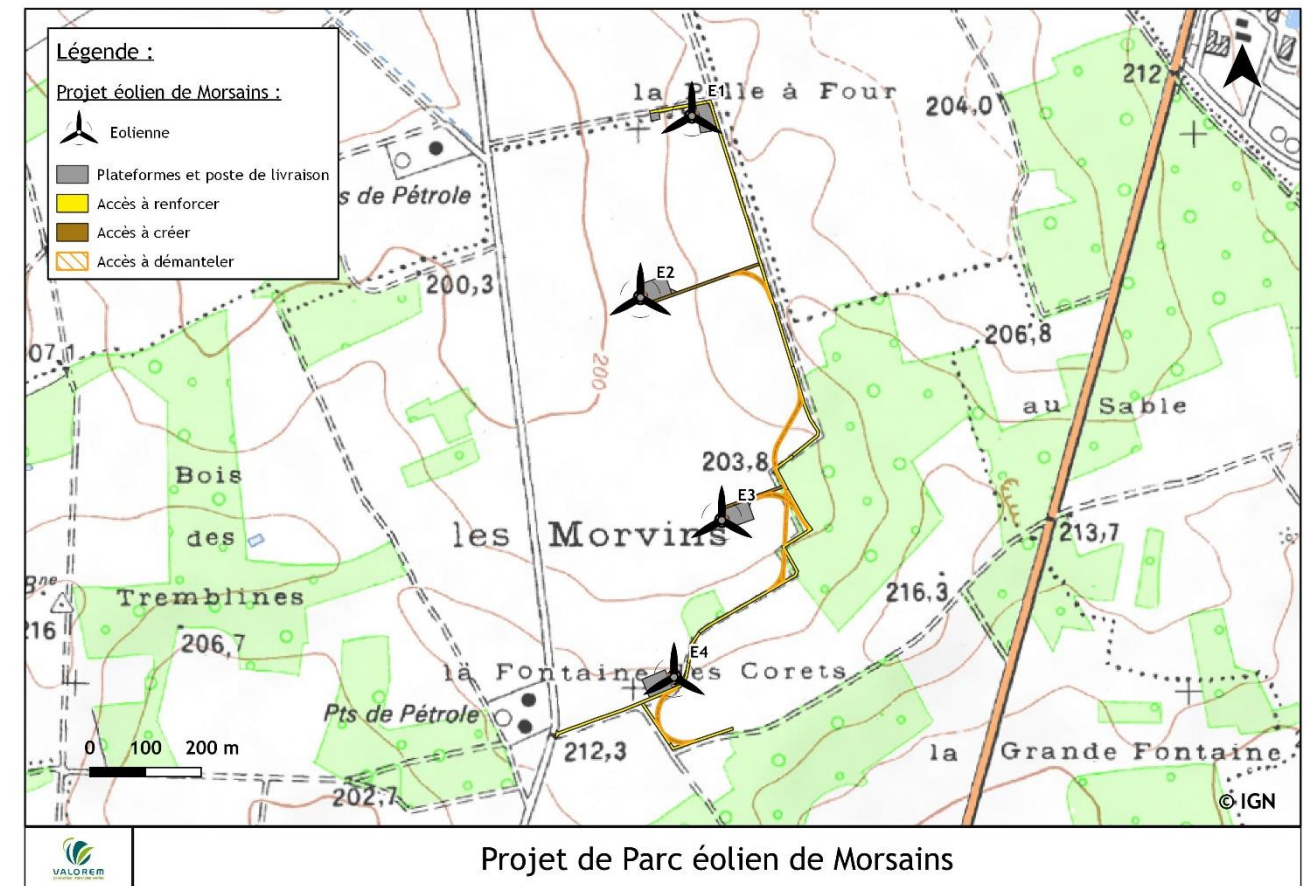 Légende :
Projet éolien de Morsains :
Eolienne
Plateformes et poste de livraison
Accès à renforcer
Accès à créer
Accès à démanteler
212
E1
la à Four
204,0
s de Pétrole
E2
200,3
206,8
07,1
200
au Sable
203,8
Bois
E3
les Morvins
213,7
des
216,3
Tremblines
216
206,7
E4
la Fontaine des Corets
Pts de Pétrole
0 100 200 m
212,3
la Grande Fontaine
202,7
© IGN
VALOREM
Projet de Parc éolien de Morsains